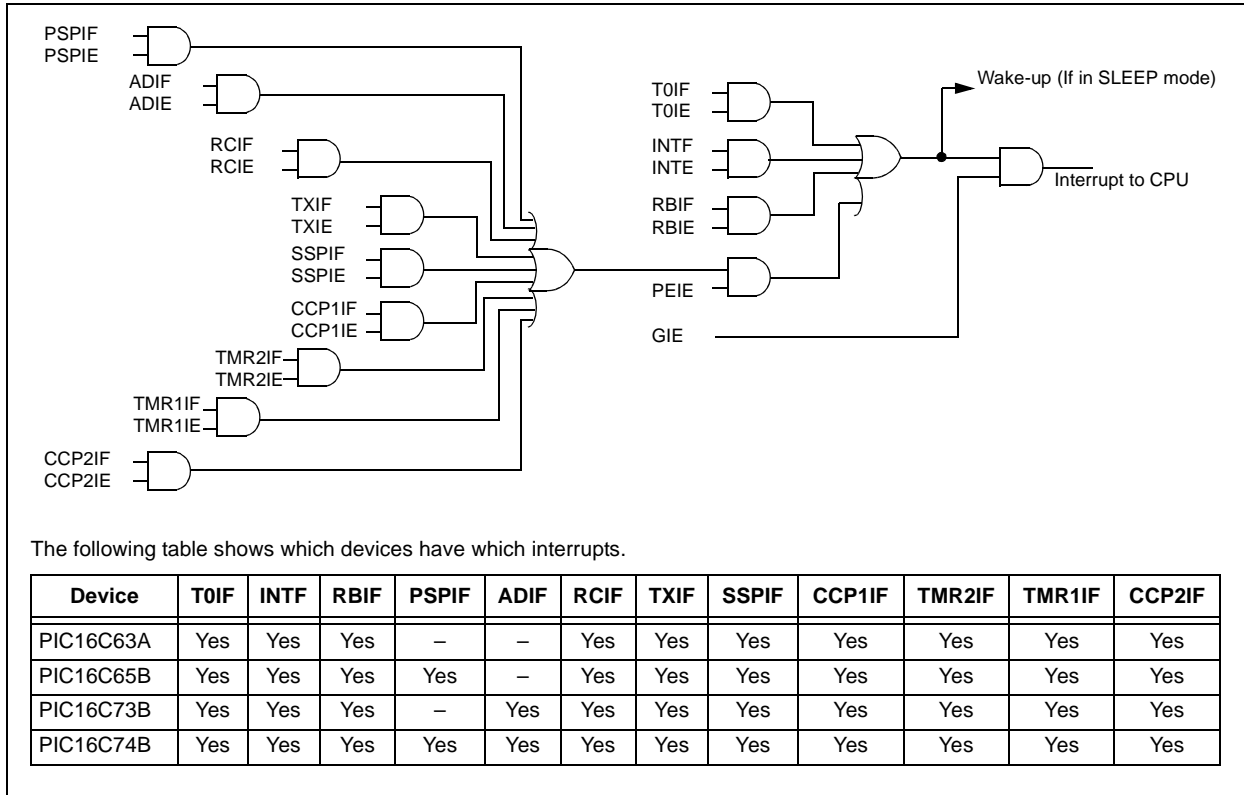 PSPIF
PSPIE
ADIF
ADIE
RCIF
RCIE
TXIF
TXIE
SSPIF
SSPIE
CCP1IF
CCP1IE
TMR2IF
TMR2IE
TMR1IF
TMR1IE
CCP2IF
CCP2IE
T0IF
T0IE
INTF
INTE
RBIF
RBIE
PEIE
GIE
Wake-up (If in SLEEP mode)
Interrupt to CPU
The following table shows which devices have which interrupts.
Device T0IF INTF RBIF PSPIF ADIF RCIF TXIF SSPIF CCP1IF TMR2IF TMR1IF CCP2IF
PIC16C63A Yes Yes Yes – – Yes Yes Yes Yes Yes Yes Yes
PIC16C65B Yes Yes Yes Yes – Yes Yes Yes Yes Yes Yes Yes
PIC16C73B Yes Yes Yes – Yes Yes Yes Yes Yes Yes Yes Yes
PIC16C74B Yes Yes Yes Yes Yes Yes Yes Yes Yes Yes Yes Yes